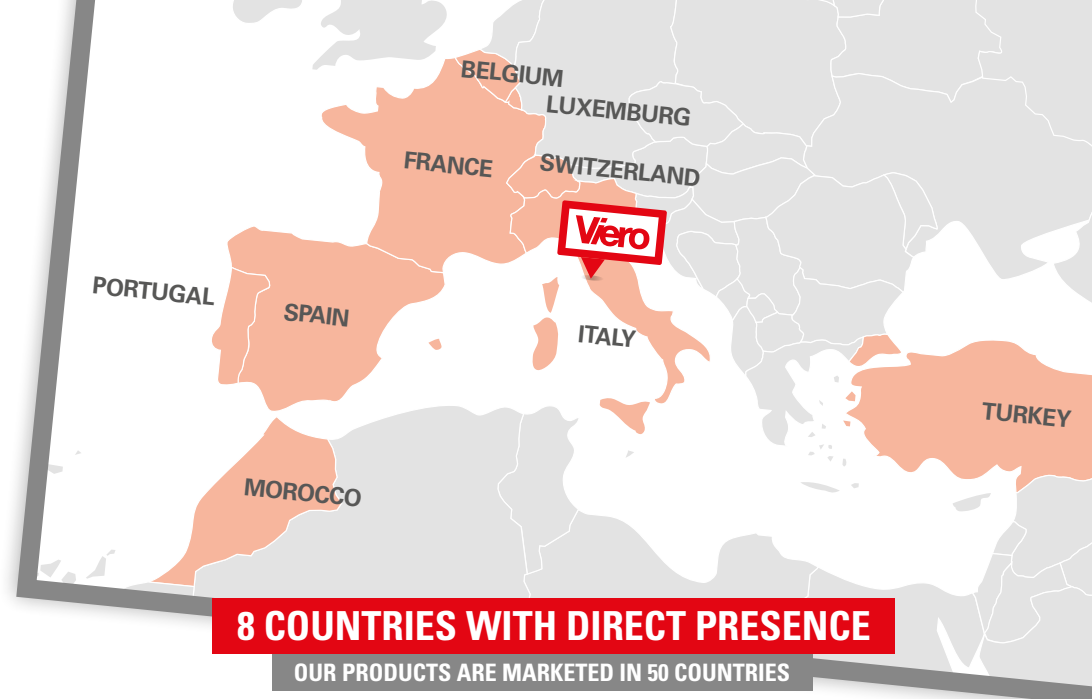 BELGIUM
LUXEMBURG
FRANCE
SWITZERLAND
Viero
PORTUGAL
SPAIN
ITALY
TURKEY
MOROCCO
8 COUNTRIES WITH DIRECT PRESENCE
OUR PRODUCTS ARE MARKETED IN 50 COUNTRIES